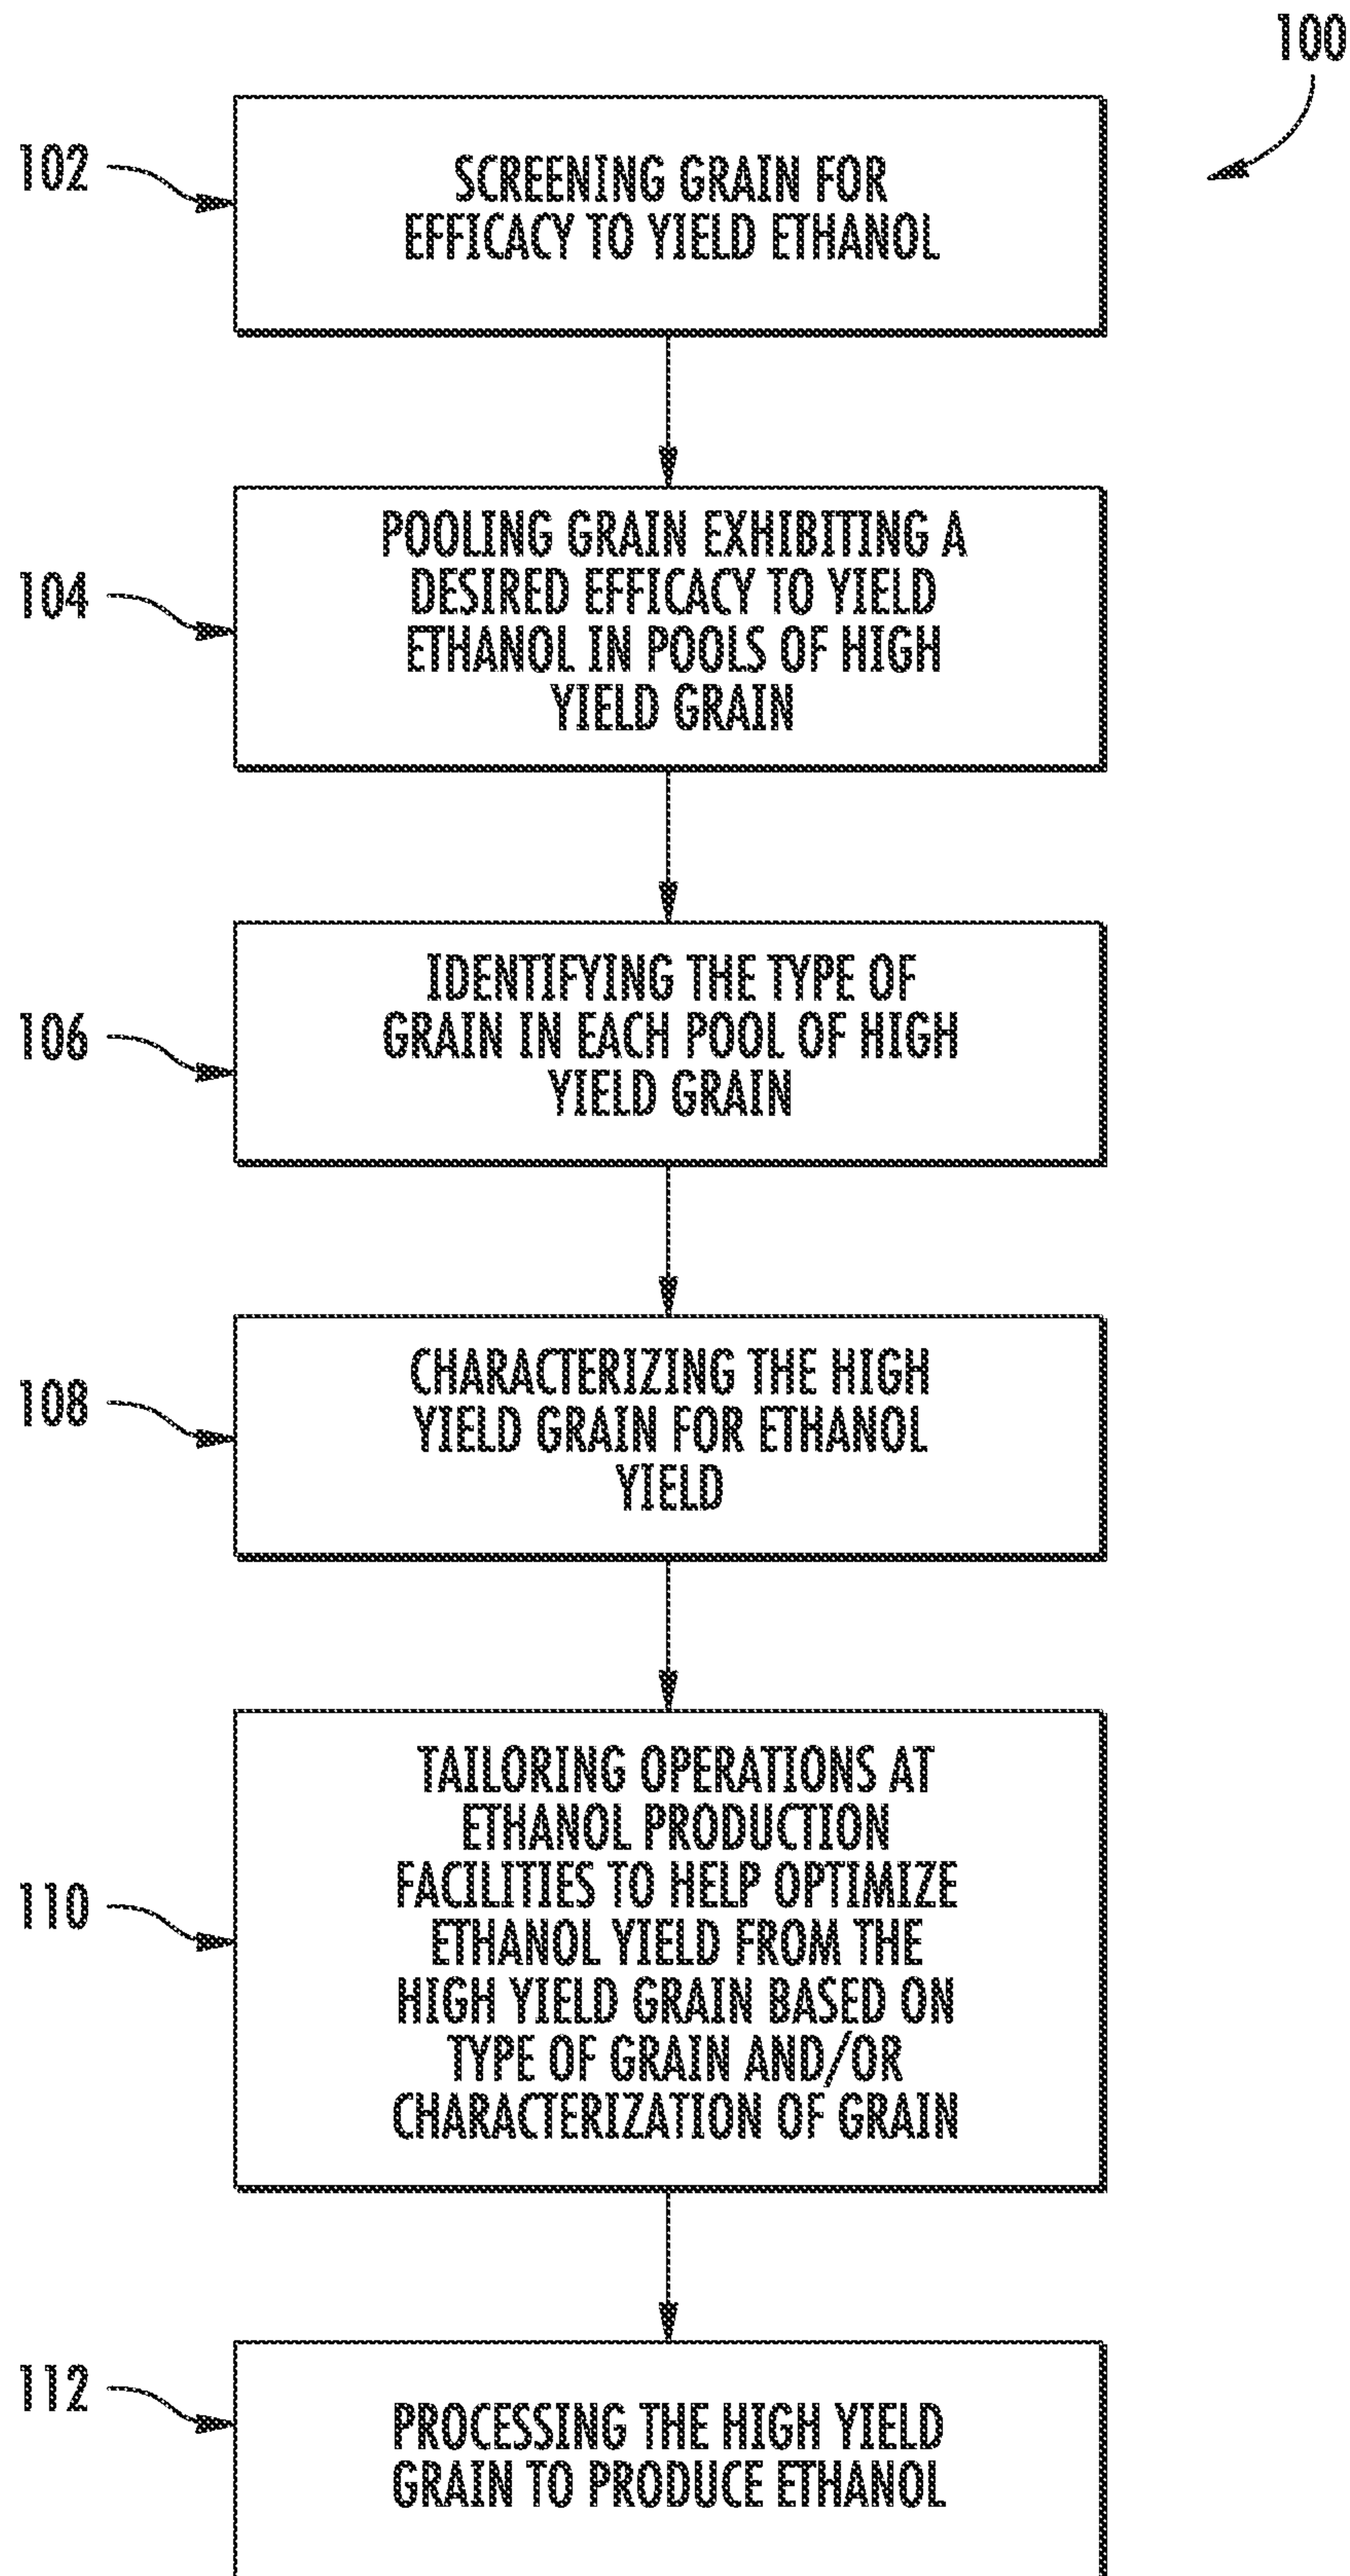 100
102
SCREENING GRAIN FOR
EFFICACY TO YIELD ETHANOL
104
POOLING GRAIN EXHIBITING A
DESIRED EFFICACY TO YIELD
ETHANOL IN POOLS OF HIGH
YIELD GRAIN
106
IDENTIFYING THE TYPE OF
GRAIN IN EACH POOL OF HIGH
YIELD GRAIN
108
CHARACTERIZING THE HIGH
YIELD GRAIN FOR ETHANOL
YIELD
110
TAILORING OPERATIONS AT
ETHANOL PRODUCTION
FACILITIES TO HELP OPTIMIZE
ETHANOL YIELD FROM THE
HIGH YIELD GRAIN BASED ON
TYPE OF GRAIN AND/OR
CHARACTERIZATION OF GRAIN
112
PROCESSING THE HIGH YIELD
GRAIN TO PRODUCE ETHANOL